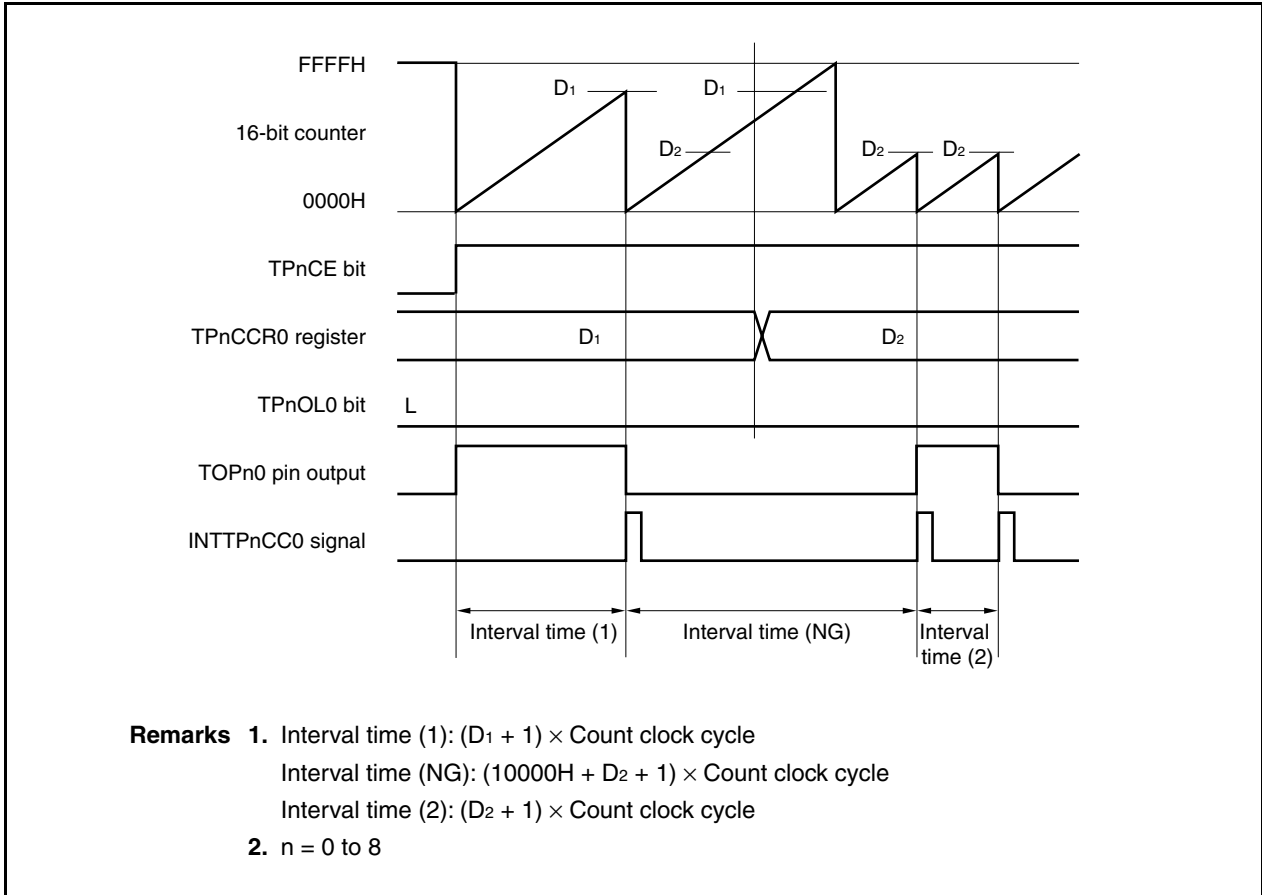 FFFFH
D1 D1
16-bit counter
D2 D2 D2
0000H
TPnCE bit
TPnCCR0 register D1 D2
TPnOL0 bit L
TOPn0 pin output
INTTPnCC0 signal
Interval time (1) Interval time (NG) Interval
time (2)
Remarks 1. Interval time (1): (D1 + 1) × Count clock cycle
Interval time (NG): (10000H + D2 + 1) × Count clock cycle
Interval time (2): (D2 + 1) × Count clock cycle
2. n = 0 to 8